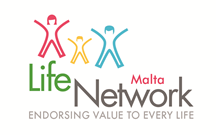 Life Malta
Network
ENDORSING VALUE TO EVERY LIFE